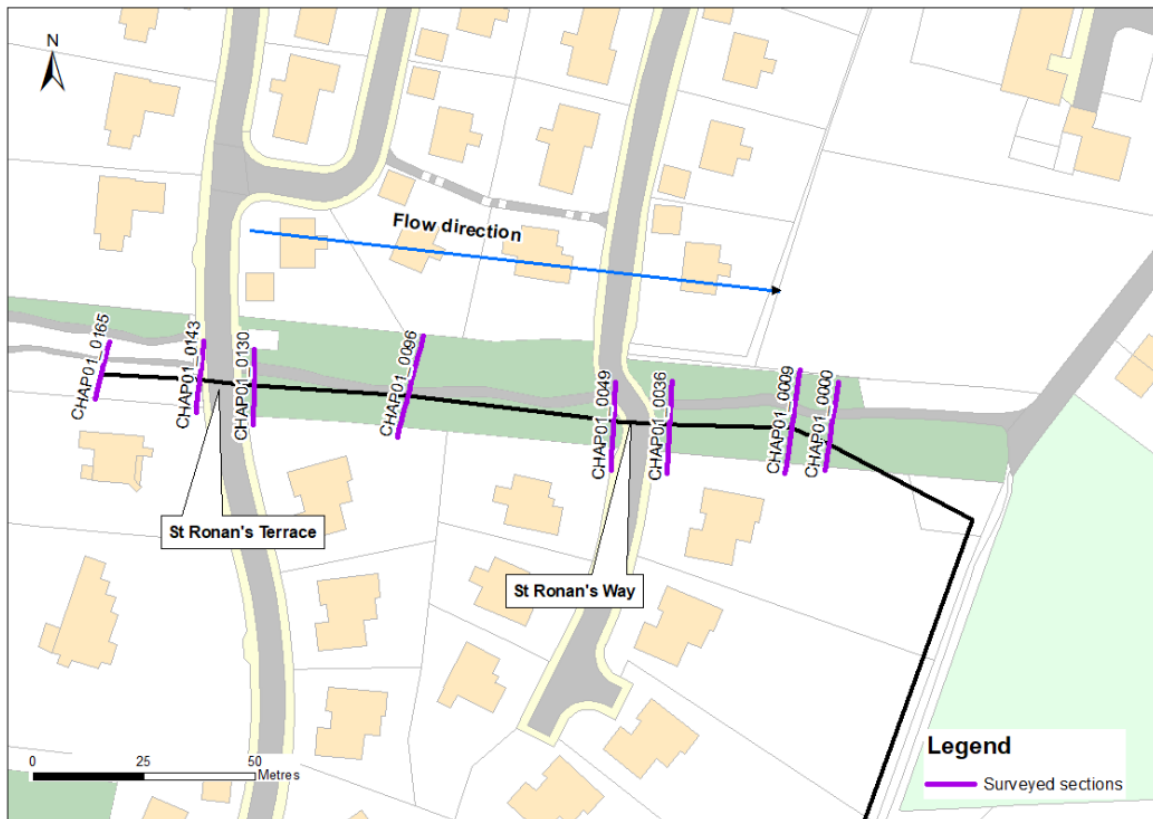 N
Flow direction
CHAP01_0165
CHAP01_0143
CHAP01_0130
CHAP01_0096
CHAP01_0049
CHAP01_0036
CHAP01_0009
CHAP01_0000
St Ronan's Terrace
St Ronan's Way
0 25 50
Metres
Legend
Surveyed sections